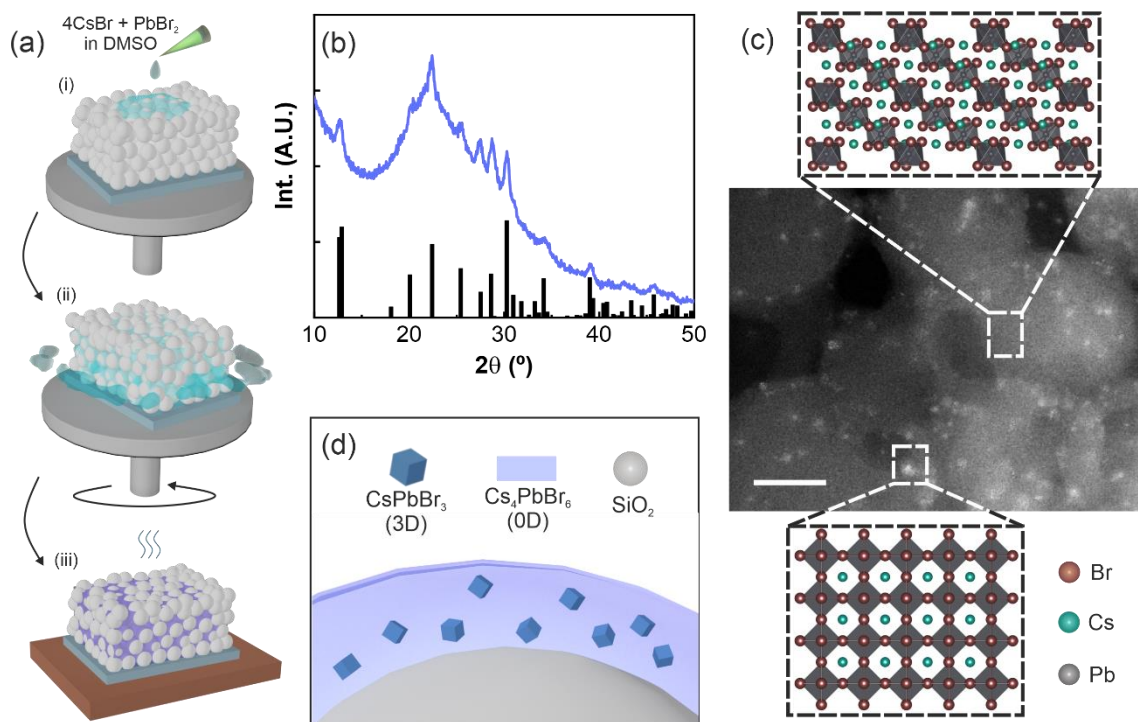 (a)
4CsBr + PbBr₂
in DMSO
(i)
(ii)
(iii)
(b)
Int. (A.U.)
10 20 30 40 50
2θ (º)
(c)
Br
Cs
Pb
(d)
CsPbBr₃
(3D)
Cs₄PbBr₆
(0D)
SiO₂